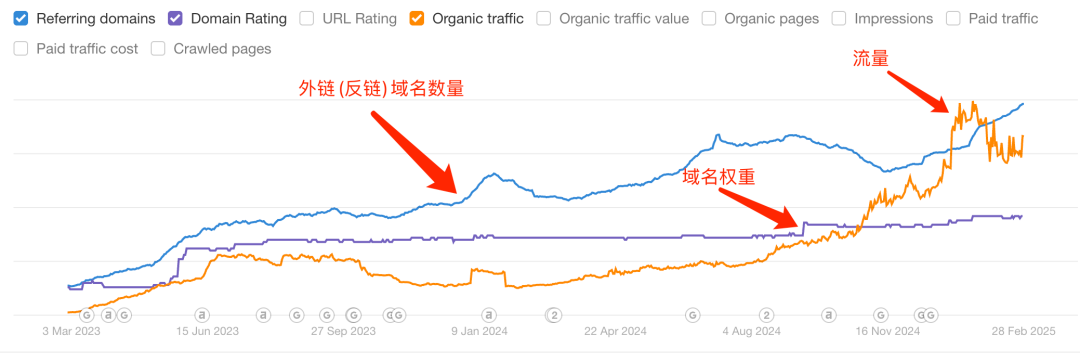 Referring domains Domain Rating URL Rating Organic traffic Organic traffic value Organic pages Impressions Paid traffic
Paid traffic cost Crawled pages
流量
外链 (反链) 域名数量
域名权重
G a G a a G G G G G a 2 G 2 a G G G
3 Mar 2023 15 Jun 2023 27 Sep 2023 9 Jan 2024 22 Apr 2024 4 Aug 2024 16 Nov 2024 28 Feb 2025